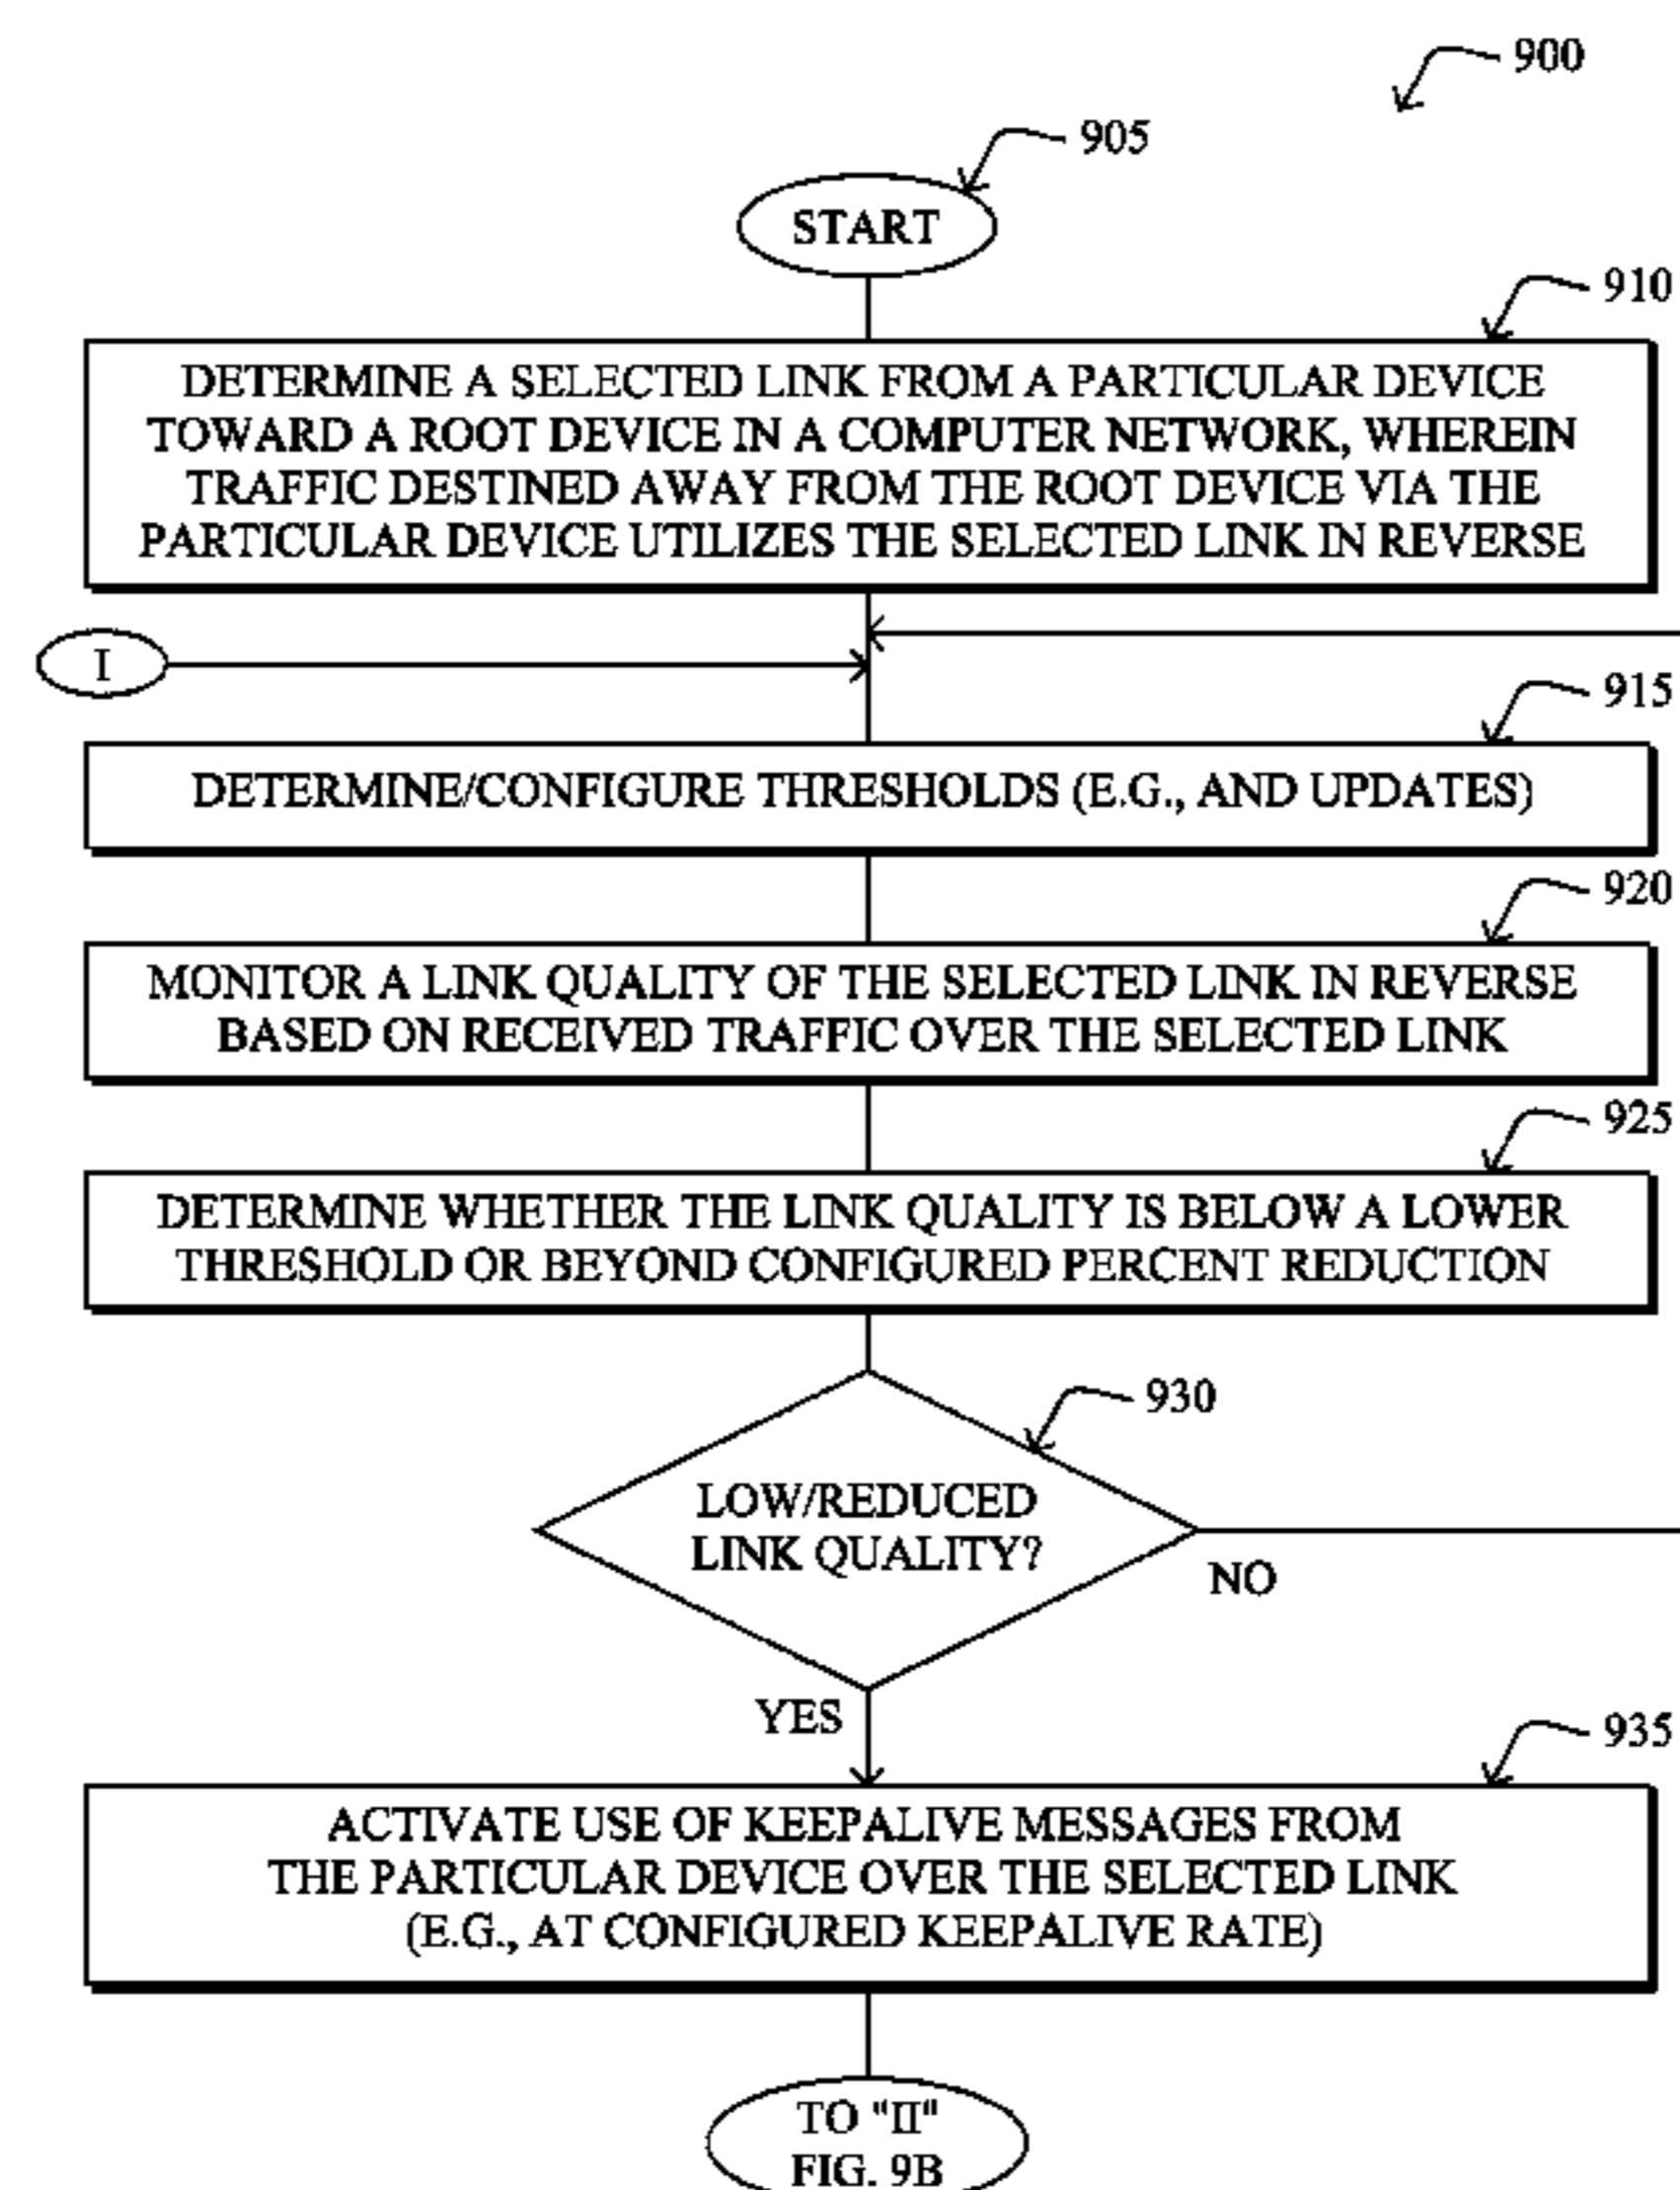 900
905
START
910
DETERMINE A SELECTED LINK FROM A PARTICULAR DEVICE
TOWARD A ROOT DEVICE IN A COMPUTER NETWORK, WHEREIN
TRAFFIC DESTINED AWAY FROM THE ROOT DEVICE VIA THE
PARTICULAR DEVICE UTILIZES THE SELECTED LINK IN REVERSE
I
915
DETERMINE/CONFIGURE THRESHOLDS (E.G., AND UPDATES)
920
MONITOR A LINK QUALITY OF THE SELECTED LINK IN REVERSE
BASED ON RECEIVED TRAFFIC OVER THE SELECTED LINK
925
DETERMINE WHETHER THE LINK QUALITY IS BELOW A LOWER
THRESHOLD OR BEYOND CONFIGURED PERCENT REDUCTION
930
LOW/REDUCED
LINK QUALITY?
NO
YES
935
ACTIVATE USE OF KEEPALIVE MESSAGES FROM
THE PARTICULAR DEVICE OVER THE SELECTED LINK
(E.G., AT CONFIGURED KEEPALIVE RATE)
TO "II"
FIG. 9B